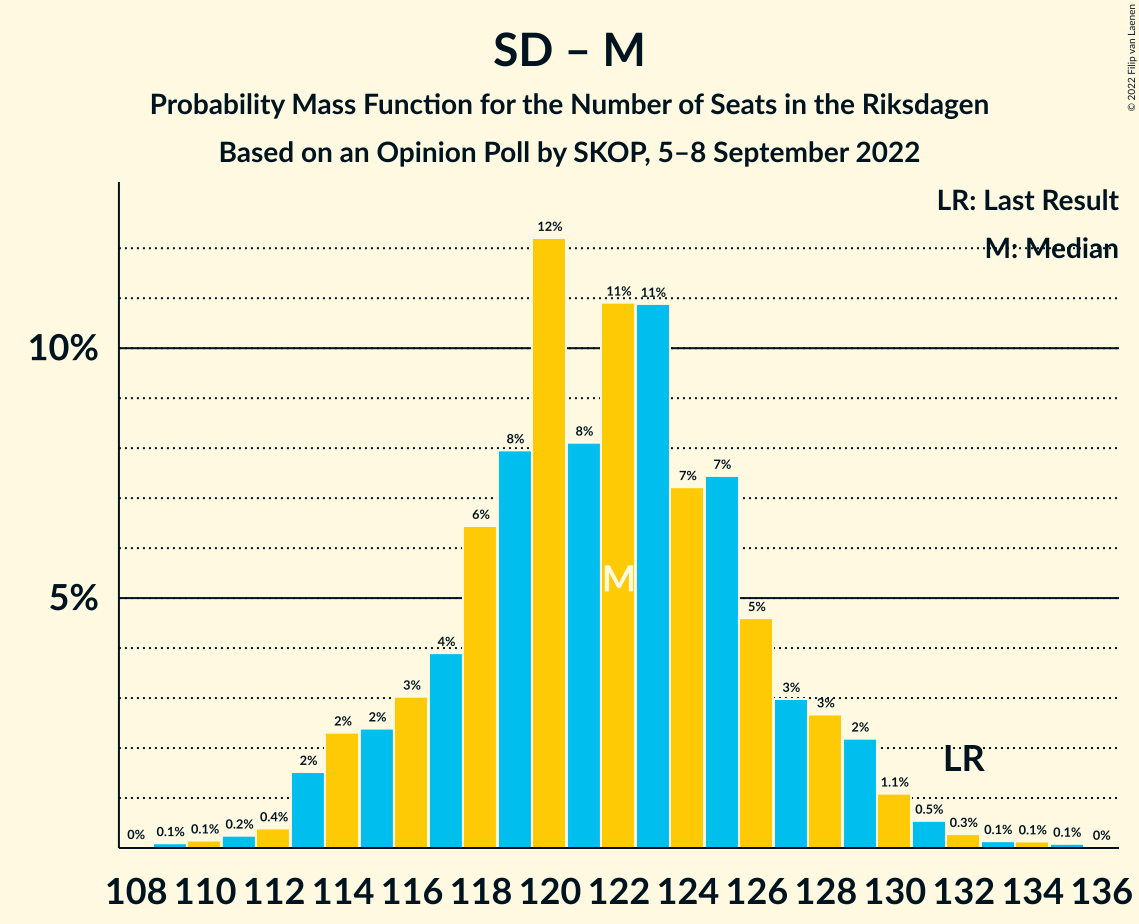 SD – M
Probability Mass Function for the Number of Seats in the Riksdagen
Based on an Opinion Poll by SKOP, 5–8 September 2022
© 2022 Filip van Laenen
LR: Last Result
M: Median
10%
5%
0% 0.1% 0.1% 0.2% 0.4% 2% 2% 2% 3% 4% 6% 8% 12% 8% 11% 11% 7% 7% 5% 3% 3% 2% 1.1% 0.5% 0.3% 0.1% 0.1% 0.1% 0%
M
LR
108 110 112 114 116 118 120 122 124 126 128 130 132 134 136